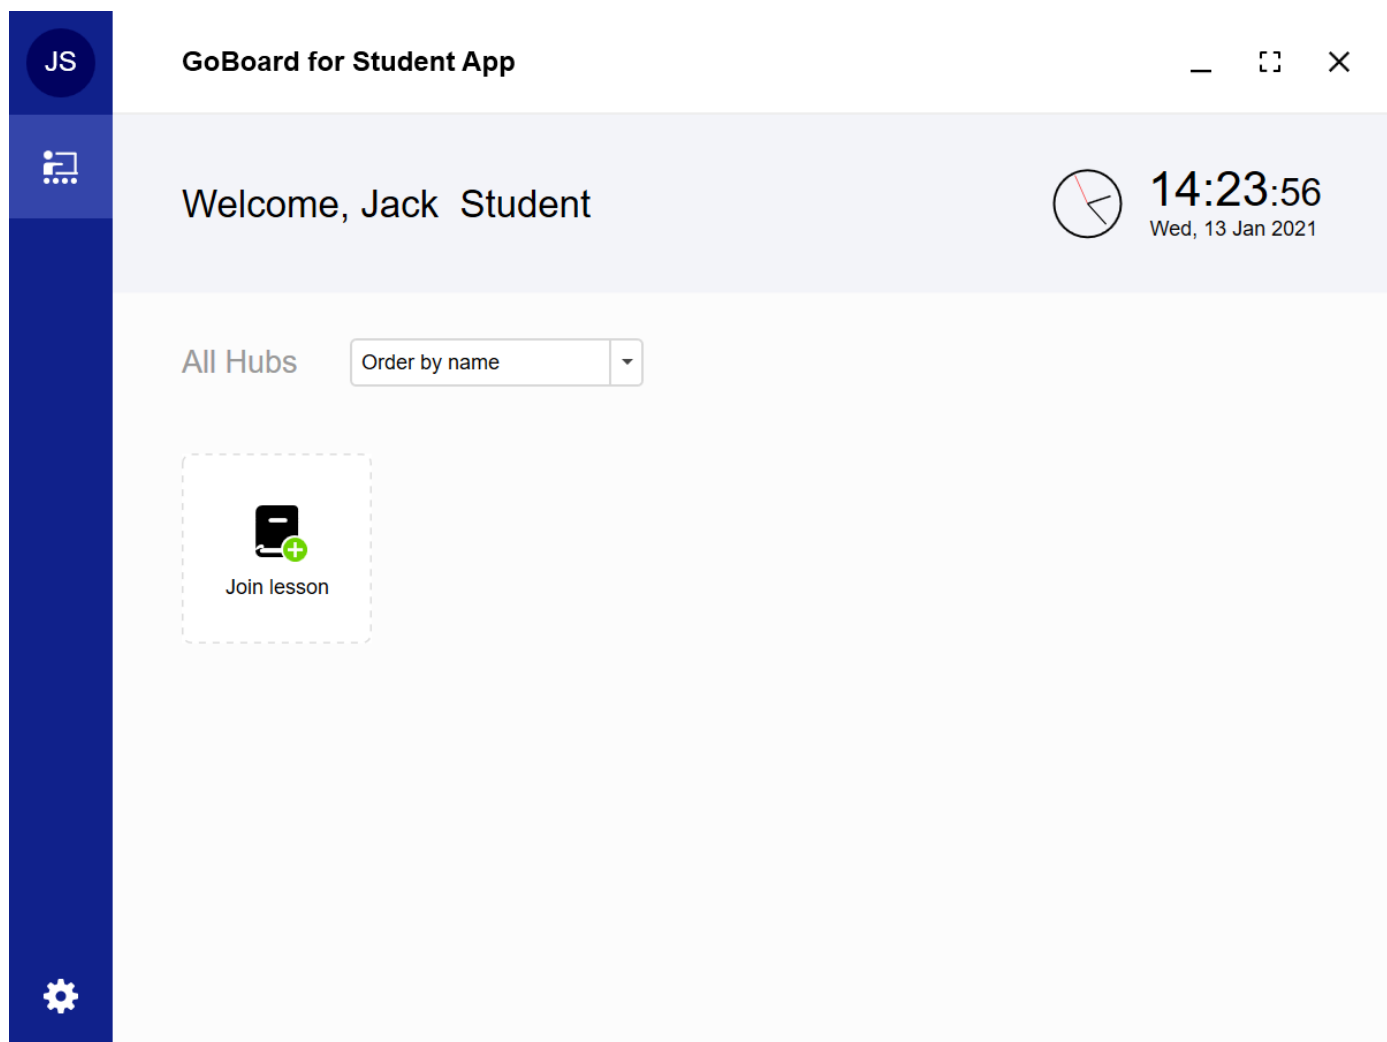 JS
GoBoard for Student App
Welcome, Jack  Student
14:23:56
Wed, 13 Jan 2021
All Hubs
Order by name
Join lesson